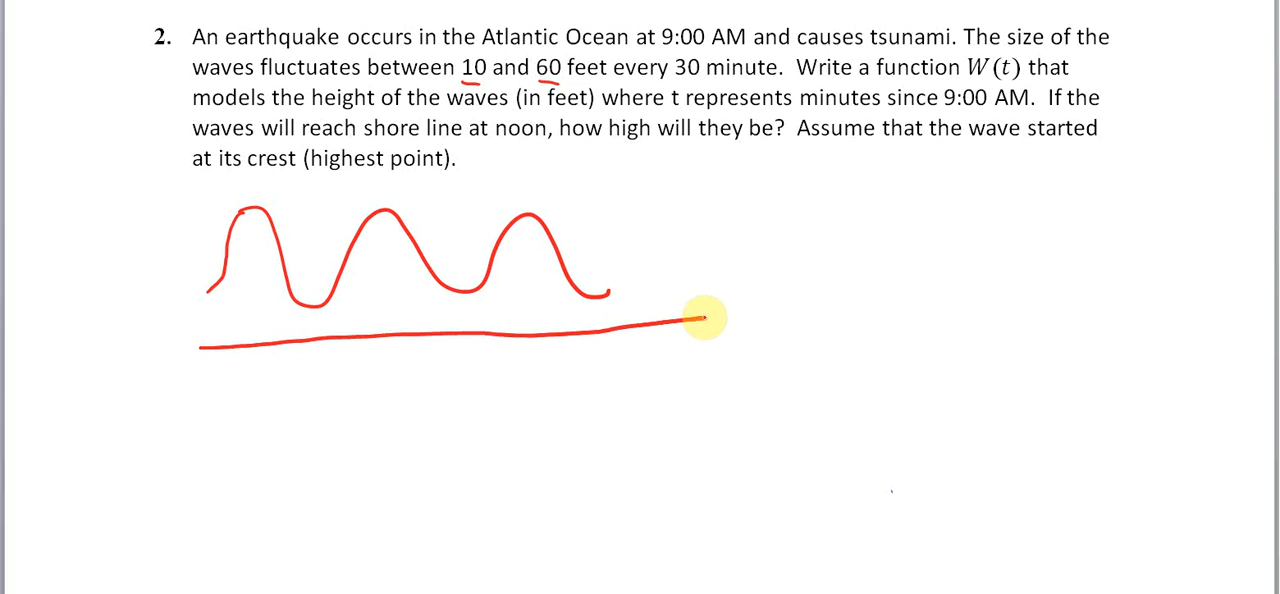 2. An earthquake occurs in the Atlantic Ocean at 9:00 AM and causes tsunami. The size of the
waves fluctuates between 10 and 60 feet every 30 minute. Write a function W(t) that
models the height of the waves (in feet) where t represents minutes since 9:00 AM. If the
waves will reach shore line at noon, how high will they be? Assume that the wave started
at its crest (highest point).